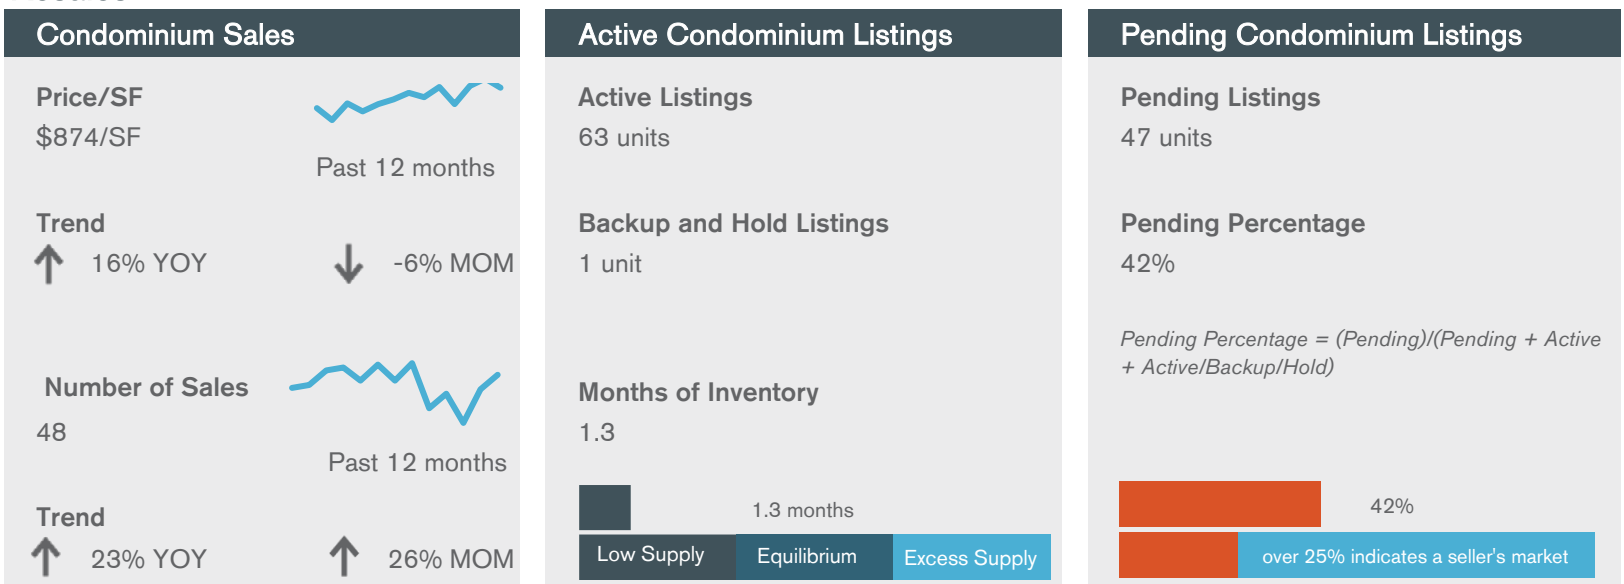 Condominium Sales
Price/SF
$874/SF
Past 12 months
Trend
16% YOY
-6% MOM
Number of Sales
48
Past 12 months
Trend
23% YOY
26% MOM
Active Condominium Listings
Active Listings
63 units
Backup and Hold Listings
1 unit
Months of Inventory
1.3
1.3 months
Low Supply
Equilibrium
Excess Supply
Pending Condominium Listings
Pending Listings
47 units
Pending Percentage
42%
Pending Percentage = (Pending)/(Pending + Active
+ Active/Backup/Hold)
42%
over 25% indicates a seller's market